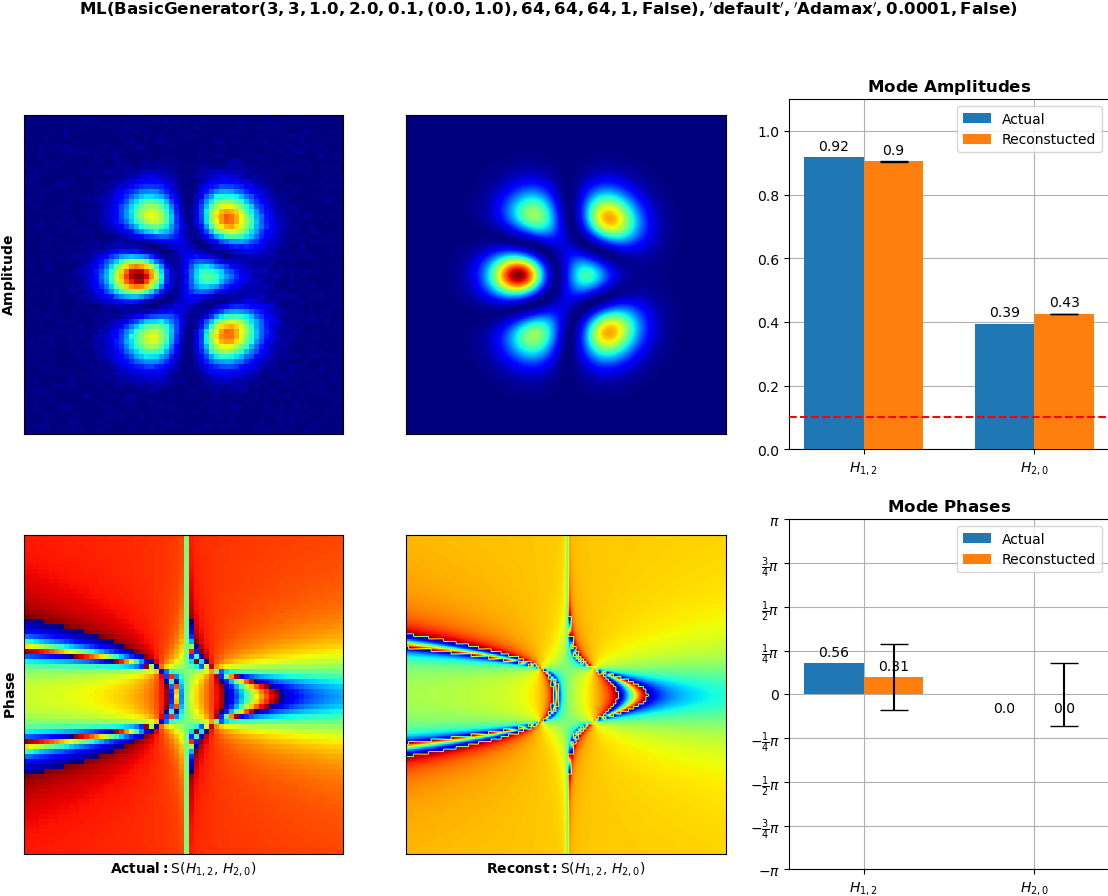 ML(BasicGenerator(3, 3, 1.0, 2.0, 0.1, (0.0, 1.0), 64, 64, 64, 1, False), ′default′, ′Adamax′, 0.0001, False)
Amplitude
Mode Amplitudes
Actual
Reconstucted
1.0
0.8
0.6
0.4
0.2
0.0
0.92
0.9
0.39
0.43
H1, 2
H2, 0
Phase
Actual: S(H1, 2, H2, 0)
Reconst: S(H1, 2, H2, 0)
Mode Phases
Actual
Reconstucted
π
3/4π
1/2π
1/4π
0
−1/4π
−1/2π
−3/4π
−π
0.56
0.31
0.0
0.0
H1, 2
H2, 0